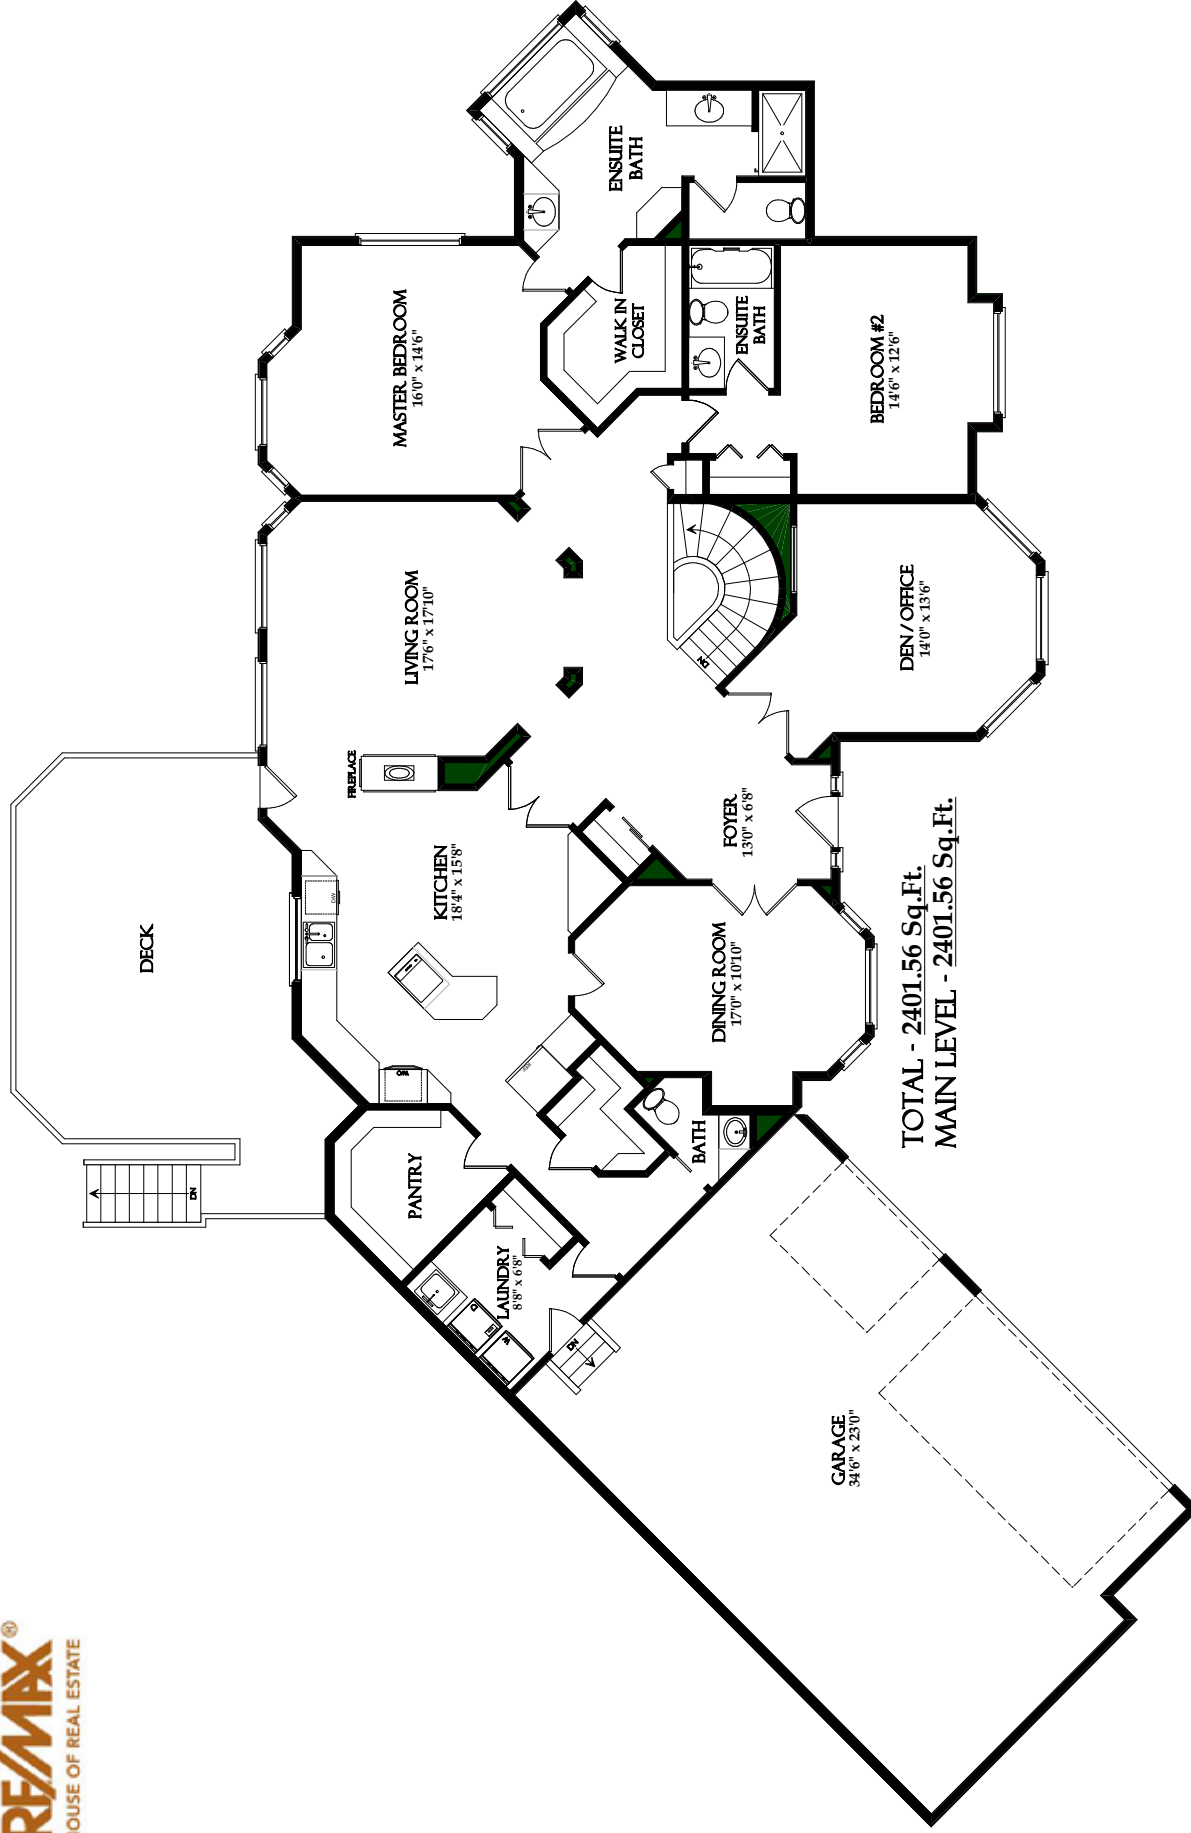 DECK
DN
MASTER BEDROOM
16'0" x 14'6"
ENSUITE
BATH
WALK IN
CLOSET
ENSUITE
BATH
BEDROOM #2
14'6" x 12'6"
LIVING ROOM
17'6" x 17'10"
FIREPLACE
DN
DEN / OFFICE
14'0" x 13'6"
KITCHEN
18'4" x 15'8"
DW
WO
FOYER
13'0" x 6'8"
DINING ROOM
17'0" x 10'10"
PANTRY
BATH
LAUNDRY
8'8" x 6'8"
D
W
DN
GARAGE
34'6" x 23'0"
TOTAL - 2401.56 Sq.Ft.
MAIN LEVEL - 2401.56 Sq.Ft.
RE/MAX®
HOUSE OF REAL ESTATE